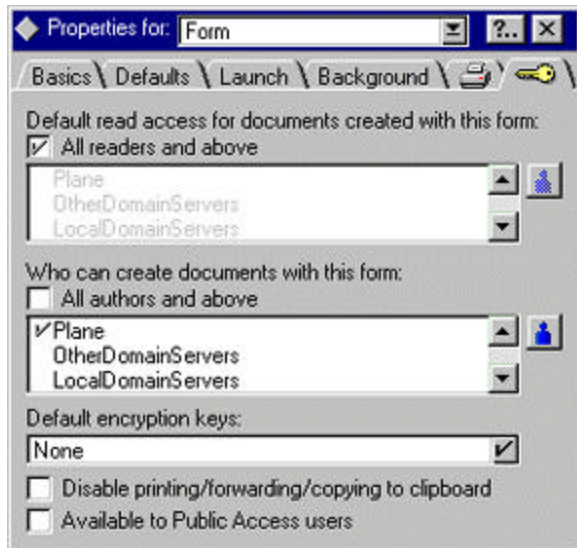 Properties for: Form ?..
Basics Defaults Launch Background
Default read access for documents created with this form:
All readers and above
Plane
OtherDomainServers
LocalDomainServers
Who can create documents with this form:
All authors and above
Plane
OtherDomainServers
LocalDomainServers
Default encryption keys:
None
Disable printing/forwarding/copying to clipboard
Available to Public Access users